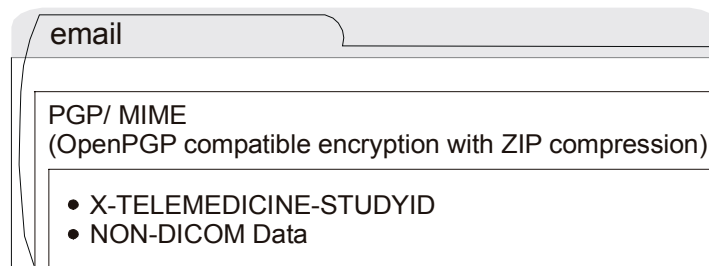 email
PGP/ MIME
(OpenPGP compatible encryption with ZIP compression)
• X-TELEMEDICINE-STUDYID
• NON-DICOM Data